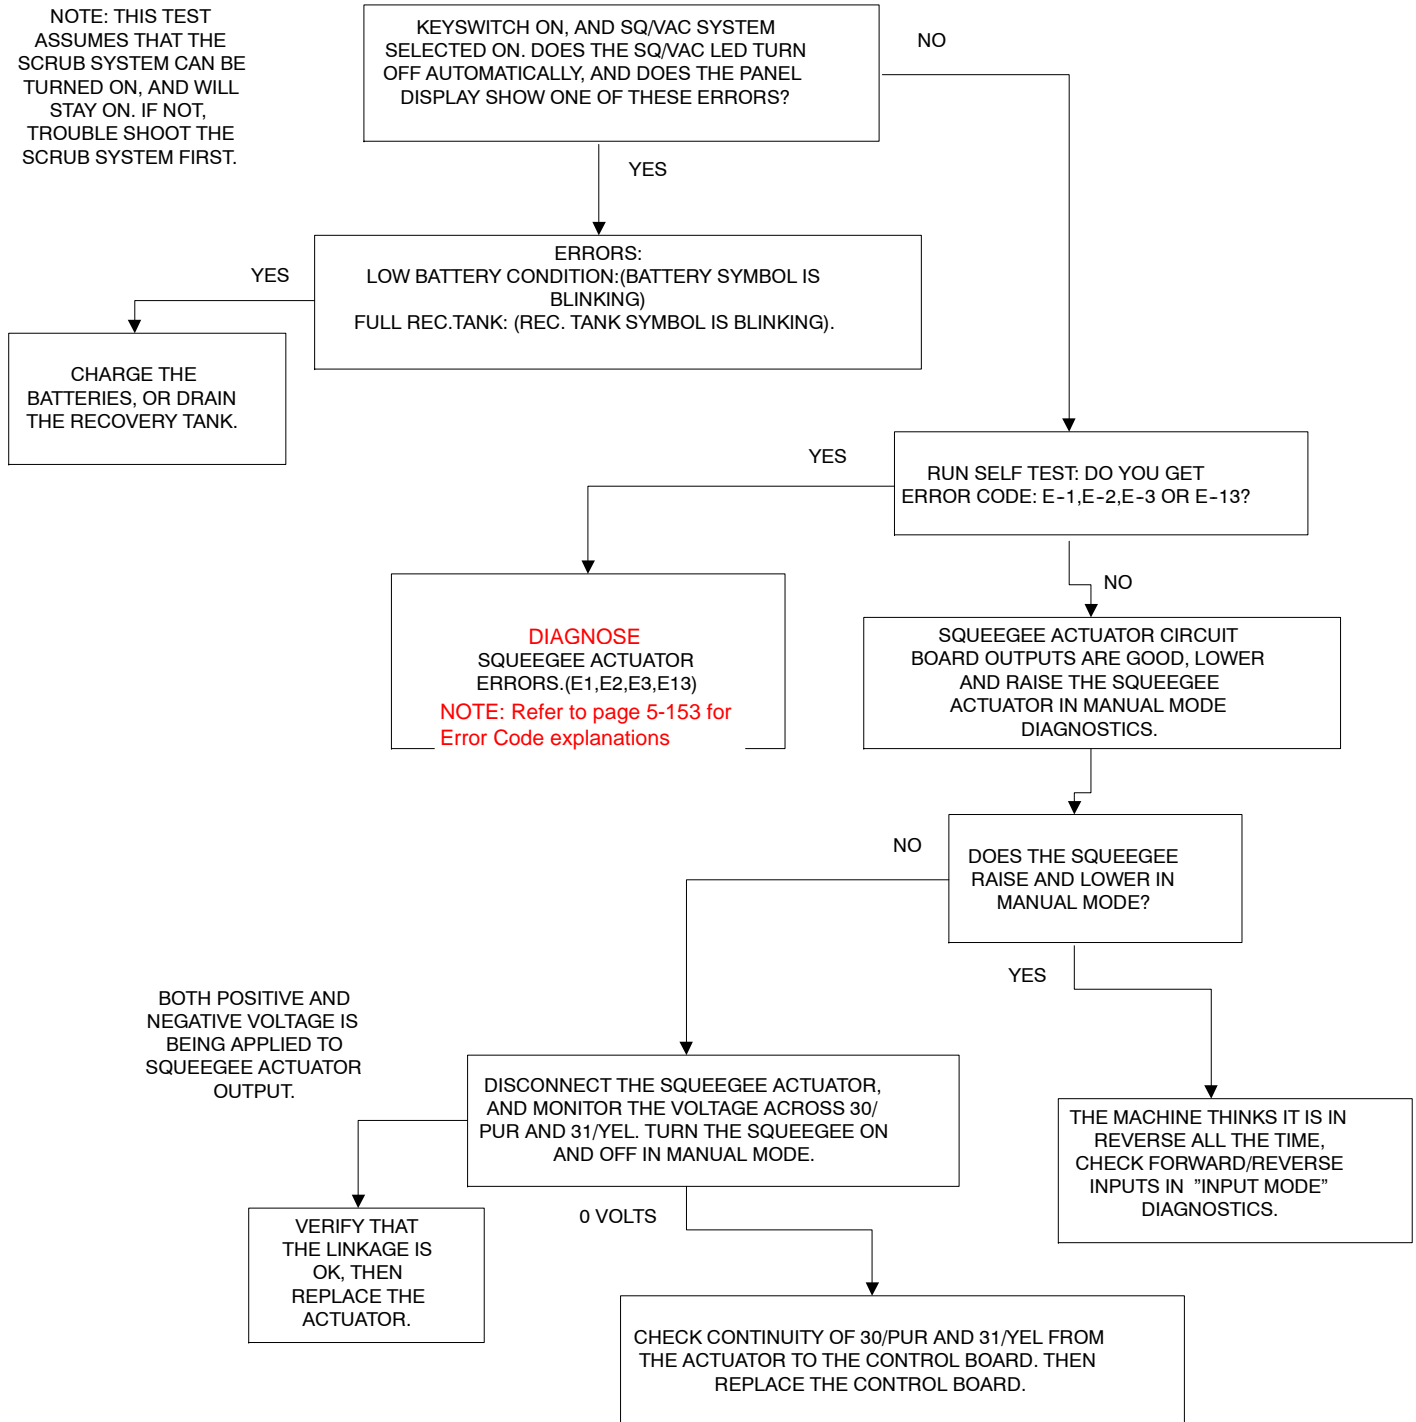 NOTE: THIS TEST
ASSUMES THAT THE
SCRUB SYSTEM CAN BE
TURNED ON, AND WILL
STAY ON. IF NOT,
TROUBLE SHOOT THE
SCRUB SYSTEM FIRST.
KEYSWITCH ON, AND SQ/VAC SYSTEM
SELECTED ON. DOES THE SQ/VAC LED TURN
OFF AUTOMATICALLY, AND DOES THE PANEL
DISPLAY SHOW ONE OF THESE ERRORS?
NO
YES
ERRORS:
LOW BATTERY CONDITION:(BATTERY SYMBOL IS
BLINKING)
FULL REC.TANK: (REC. TANK SYMBOL IS BLINKING).
YES
CHARGE THE
BATTERIES, OR DRAIN
THE RECOVERY TANK.
RUN SELF TEST: DO YOU GET
ERROR CODE: E-1,E-2,E-3 OR E-13?
YES
DIAGNOSE
SQUEEGEE ACTUATOR
ERRORS.(E1,E2,E3,E13)
NOTE: Refer to page 5-153 for
Error Code explanations
NO
SQUEEGEE ACTUATOR CIRCUIT
BOARD OUTPUTS ARE GOOD, LOWER
AND RAISE THE SQUEEGEE
ACTUATOR IN MANUAL MODE
DIAGNOSTICS.
DOES THE SQUEEGEE
RAISE AND LOWER IN
MANUAL MODE?
NO
YES
BOTH POSITIVE AND
NEGATIVE VOLTAGE IS
BEING APPLIED TO
SQUEEGEE ACTUATOR
OUTPUT.
DISCONNECT THE SQUEEGEE ACTUATOR,
AND MONITOR THE VOLTAGE ACROSS 30/
PUR AND 31/YEL. TURN THE SQUEEGEE ON
AND OFF IN MANUAL MODE.
THE MACHINE THINKS IT IS IN
REVERSE ALL THE TIME,
CHECK FORWARD/REVERSE
INPUTS IN ”INPUT MODE”
DIAGNOSTICS.
VERIFY THAT
THE LINKAGE IS
OK, THEN
REPLACE THE
ACTUATOR.
0 VOLTS
CHECK CONTINUITY OF 30/PUR AND 31/YEL FROM
THE ACTUATOR TO THE CONTROL BOARD. THEN
REPLACE THE CONTROL BOARD.